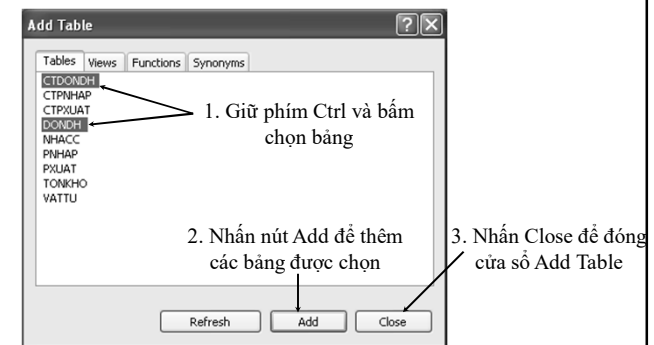 Add Table
Tables Views Functions Synonyms
CTDONDH
CTPNHAP
CTPXUAT
DONDH
NHACC
PNHAP
PXUAT
TONKHO
VATTU
1. Giữ phím Ctrl và bấm
chọn bảng
2. Nhấn nút Add để thêm
các bảng được chọn
3. Nhấn Close để đóng
cửa sổ Add Table
Refresh Add Close